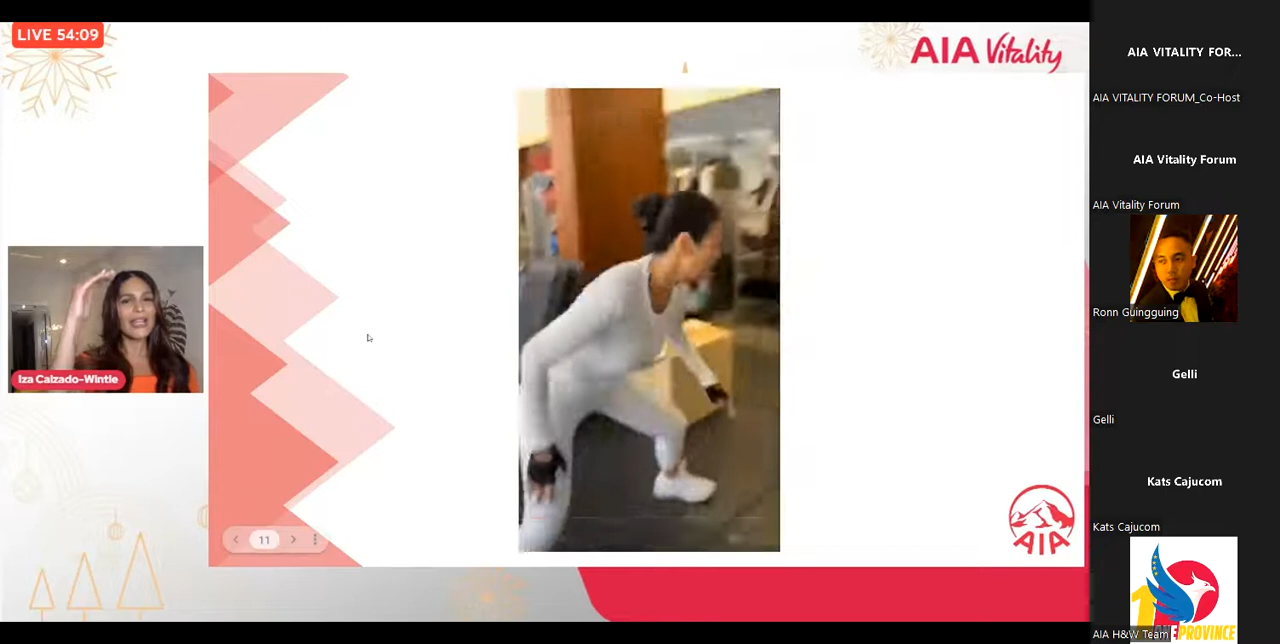 LIVE 54:09
AIA Vitality
Iza Calzado-Wintle
11
AIA
AIA VITALITY FOR...
AIA VITALITY FORUM_Co-Host
AIA Vitality Forum
AIA Vitality Forum
Ronn Guingguing
Gelli
Gelli
Kats Cajucom
Kats Cajucom
AIA H&W Team
PROVINCE